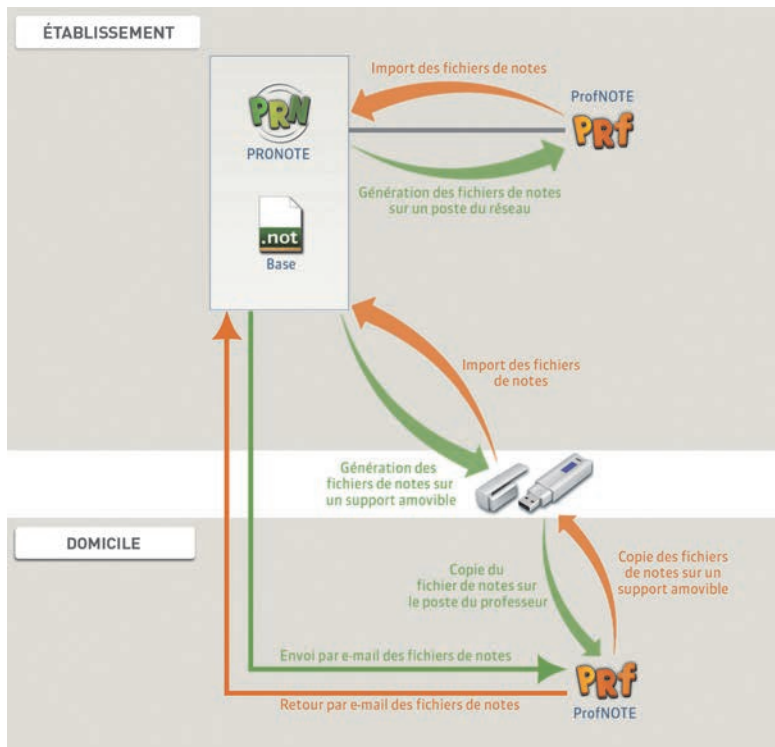 ÉTABLISSEMENT
Import des fichiers de notes
ProfNOTE
PRf
PRN
PRONOTE
Génération des fichiers de notes
sur un poste du réseau
.not
Base
Import des fichiers
de notes
Génération des
fichiers de notes sur
un support amovible
DOMICILE
Copie du
fichier de notes sur
le poste du professeur
Copie des fichiers
de notes sur un
support amovible
Envoi par e-mail des fichiers de notes
PRf
ProfNOTE
Retour par e-mail des fichiers de notes